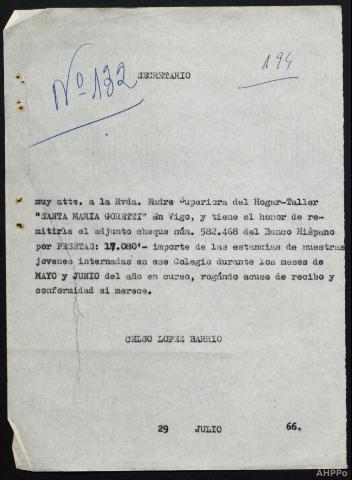 Nº 132
SECRETARIO
194
muy atte. a la Rvda. Madre Superiora del Hogar-Taller
"SANTA MARIA GORETTI" en Vigo, y tiene el honor de re-
mitirle el adjunto cheque núm. 582.468 del Banco Hispano
por PESETAS: 17.080'- importe de las estancias de nuestras
jovenes internadas en ese Colegio durante los meses de
MAYO y JUNIO del año en curso, rogándo acuse de recibo y
conformidad si merece.
CELSO LOPEZ BARRIO
29 JULIO 66.
AHPPo